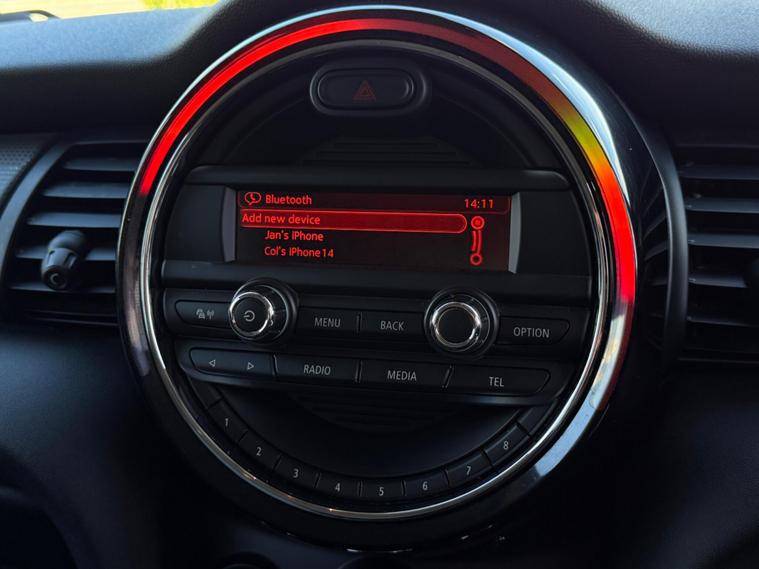 Bluetooth 14:11
Add new device
Jan's iPhone
Col's iPhone14
MENU BACK OPTION
RADIO MEDIA TEL
1 2 3 4 5 6 7 8